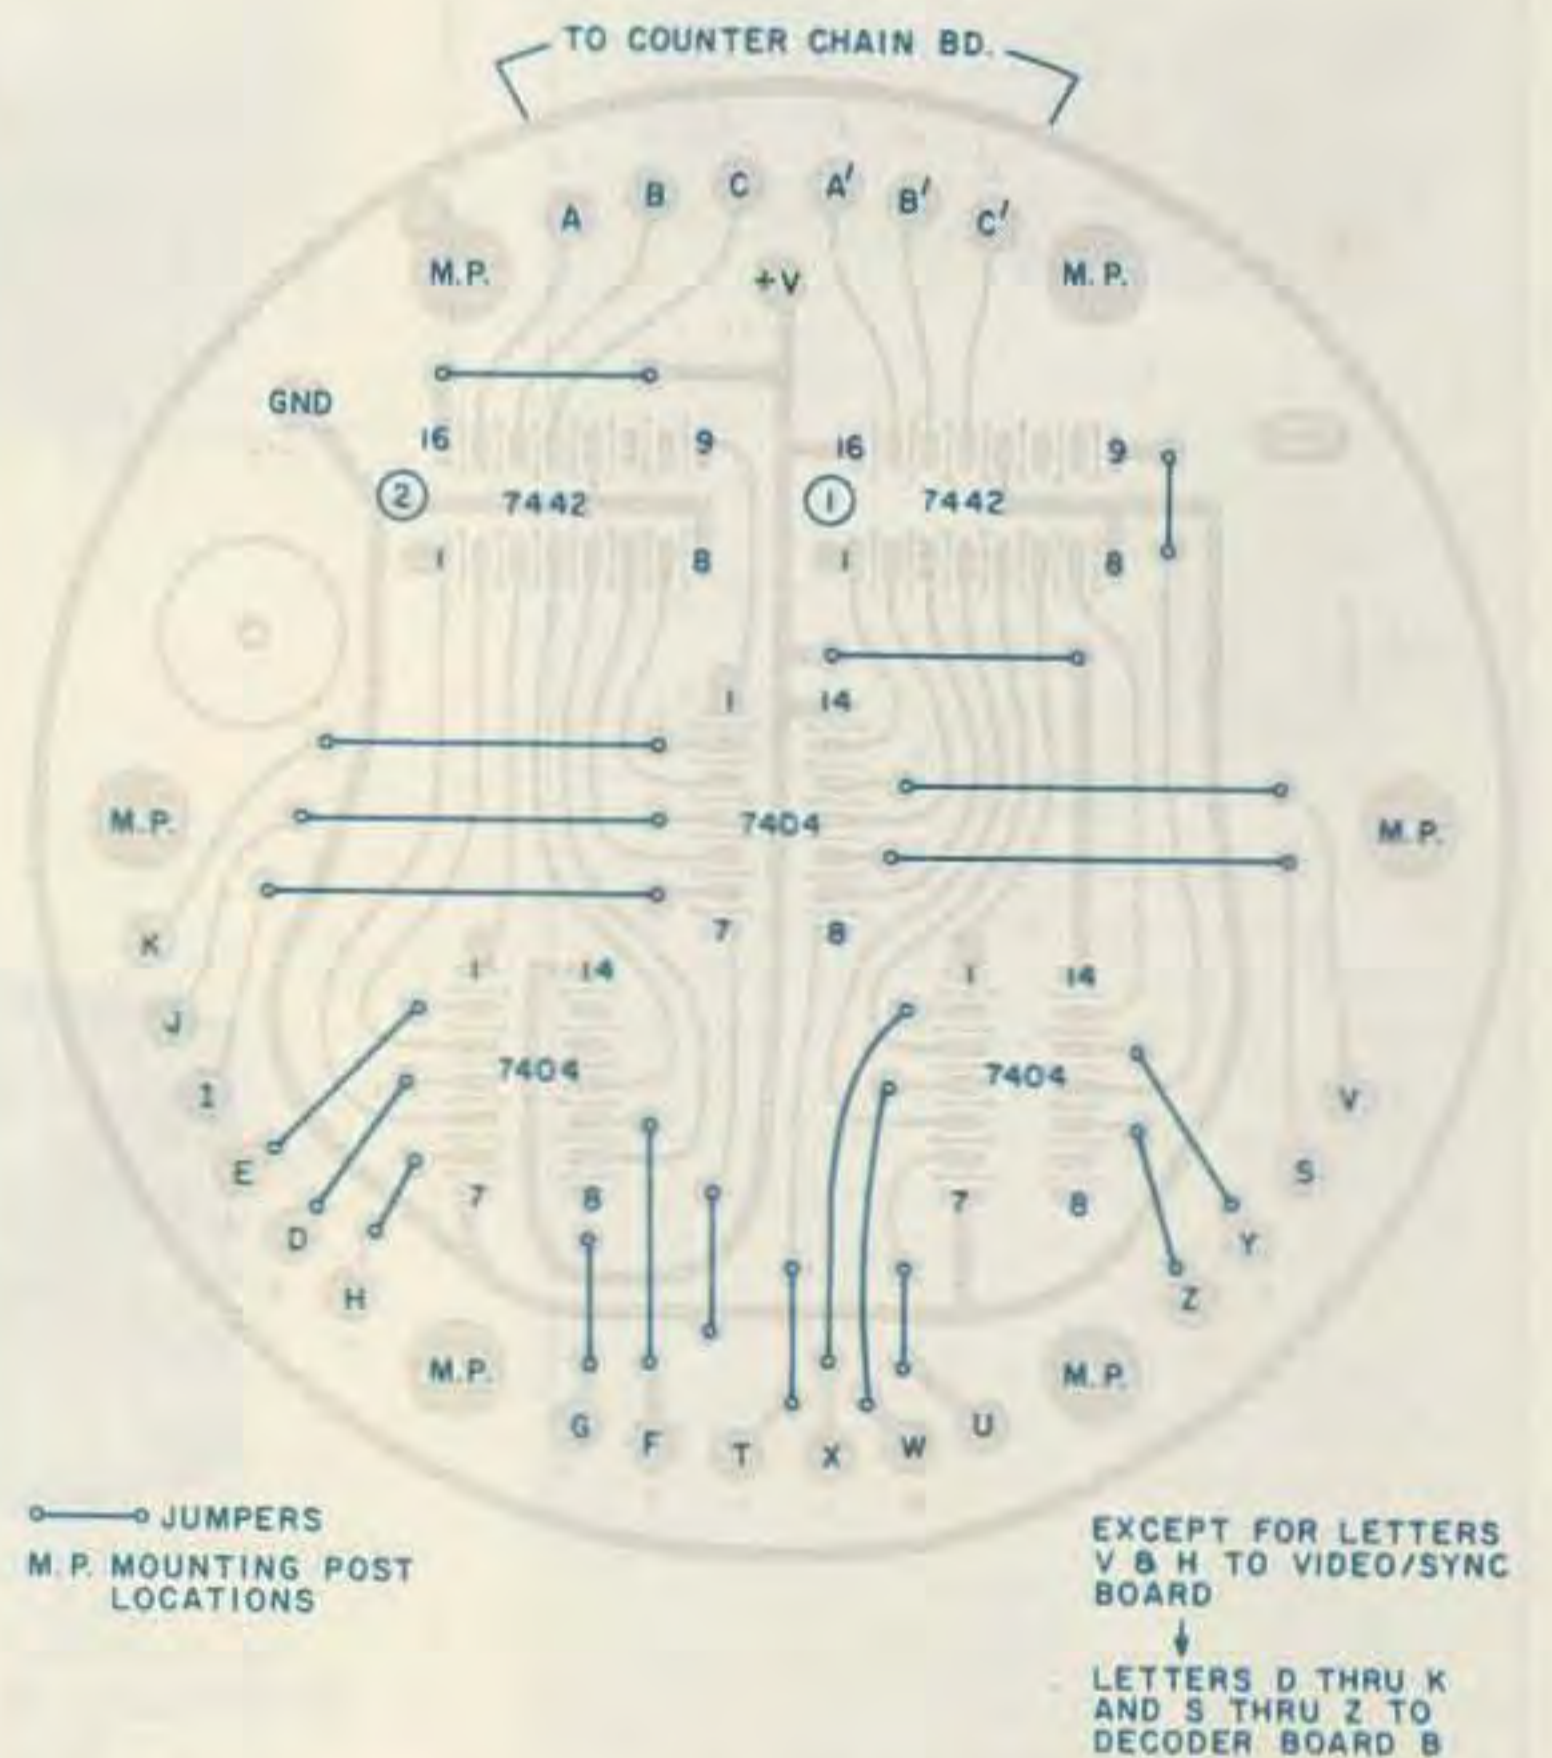 TO COUNTER CHAIN BD.
A B C A' B' C'
M.P. +V M.P.
GND
16 9 16 9
2 7442 1 7442
1 8 1 8
1 14
M.P. 7404 M.P.
7 8
K
1 14 1 14
J
7404 7404
I V
E S
7 8 7 8
D Y
H Z
M.P. M.P.
G F T X W U
JUMPERS
M.P. MOUNTING POST
LOCATIONS
EXCEPT FOR LETTERS
V & H TO VIDEO/SYNC
BOARD
LETTERS D THRU K
AND S THRU Z TO
DECODER BOARD B